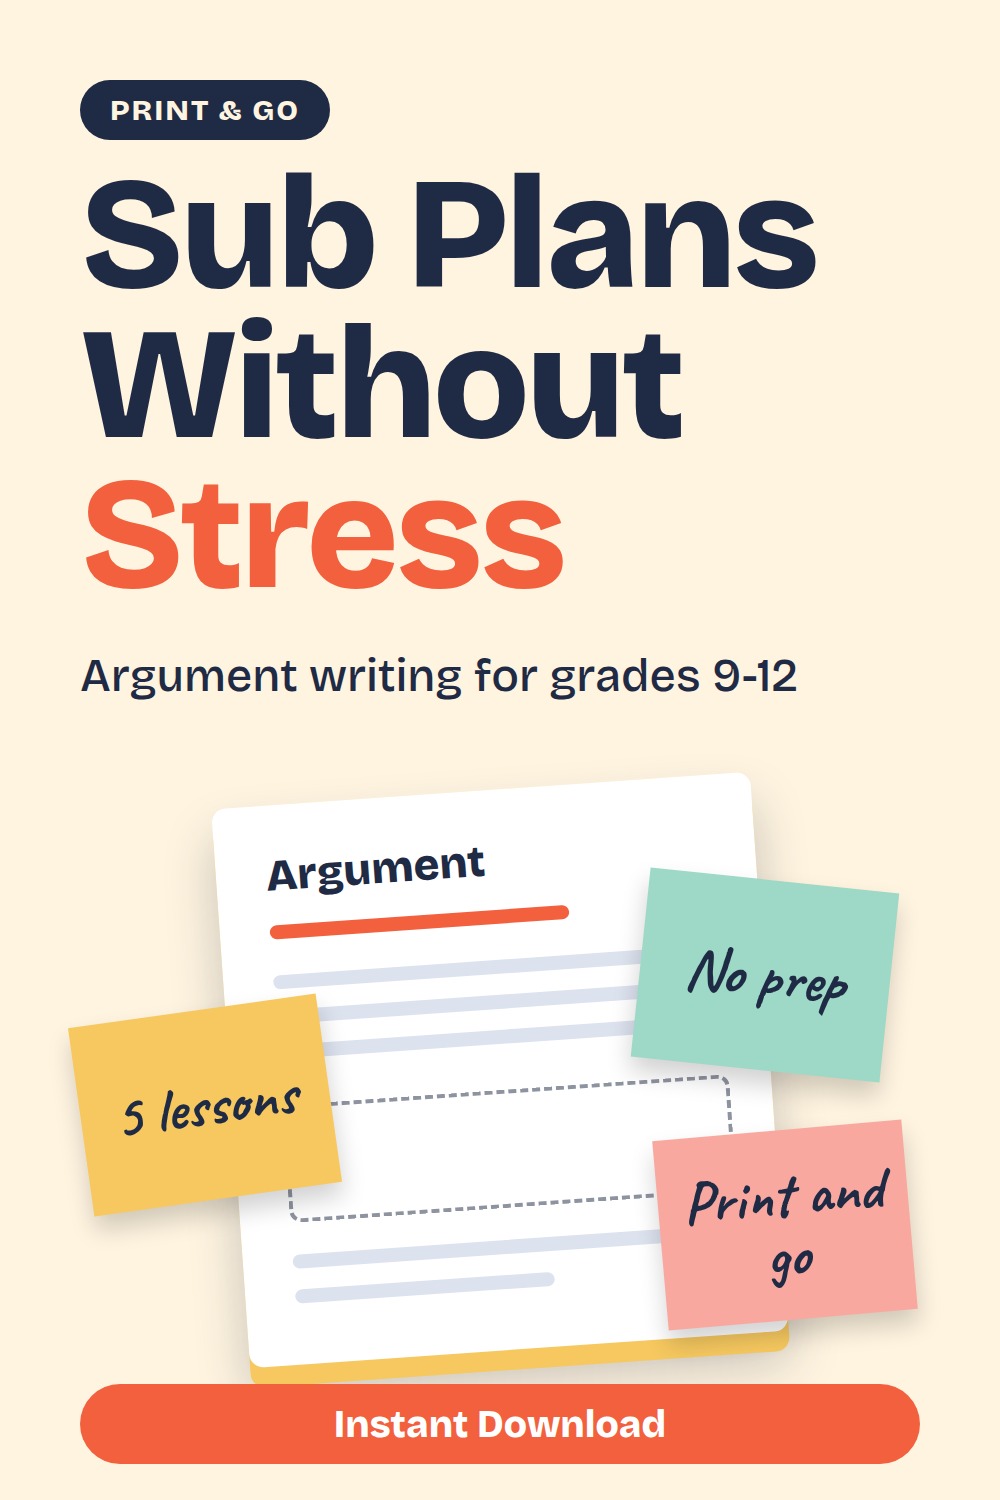 PRINT & GO
Sub Plans
Without
Stress
Argument writing for grades 9-12
Argument
No prep
5 lessons
Print and
go
Instant Download